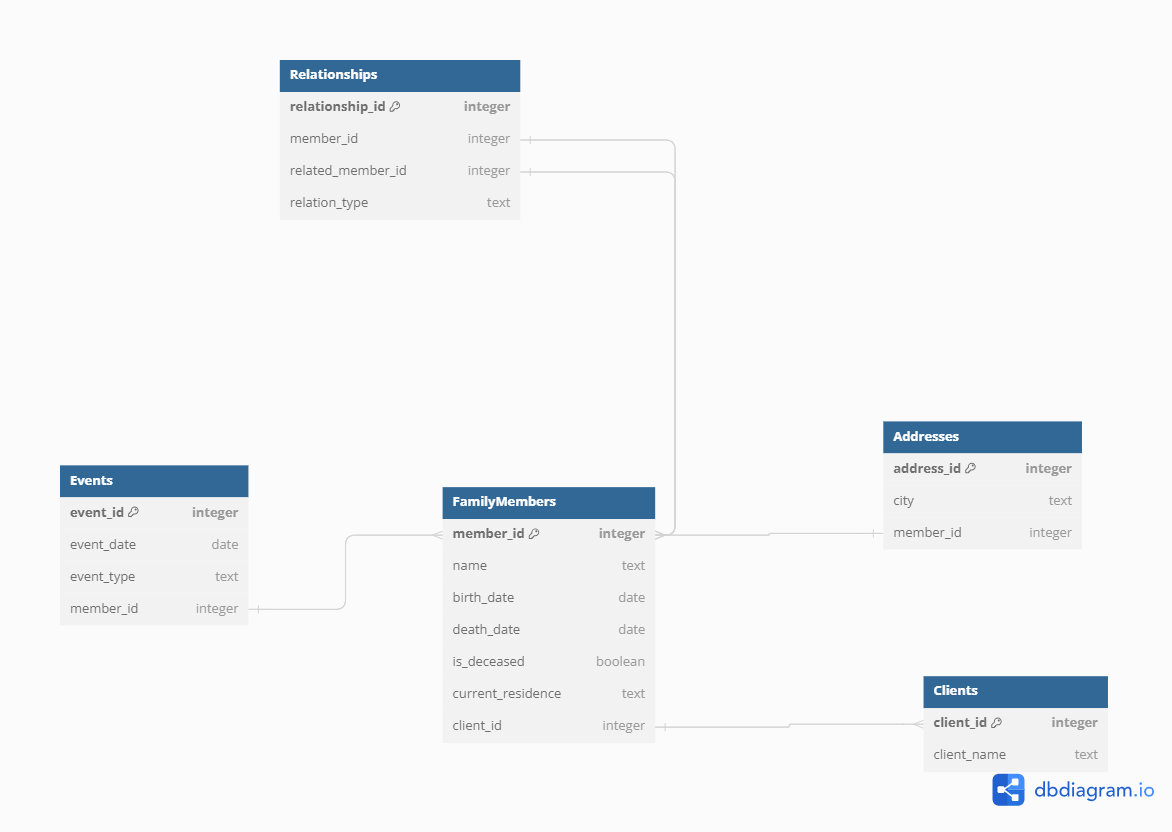 Relationships
relationship_id integer
member_id integer
related_member_id integer
relation_type text
Addresses
address_id integer
city text
member_id integer
Events
event_id integer
event_date date
event_type text
member_id integer
FamilyMembers
member_id integer
name text
birth_date date
death_date date
is_deceased boolean
current_residence text
client_id integer
Clients
client_id integer
client_name text
dbdiagram.io